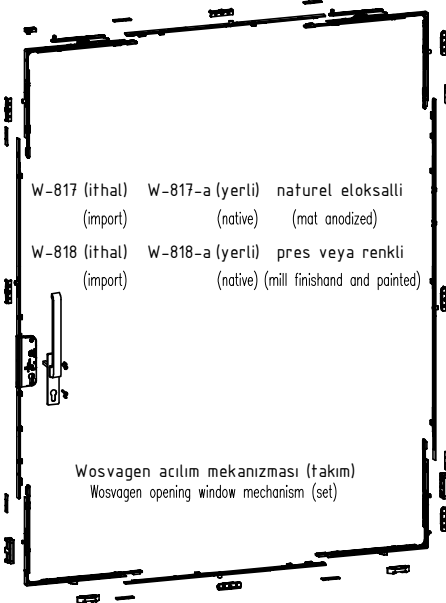 W-817 (ithal) W-817-a (yerli) naturel eloksalli
(import) (native) (mat anodized)
W-818 (ithal) W-818-a (yerli) pres veya renkli
(import) (native) (mill finishand and painted)
Wosvagen acılım mekanızması (takım)
Wosvagen opening window mechanism (set)